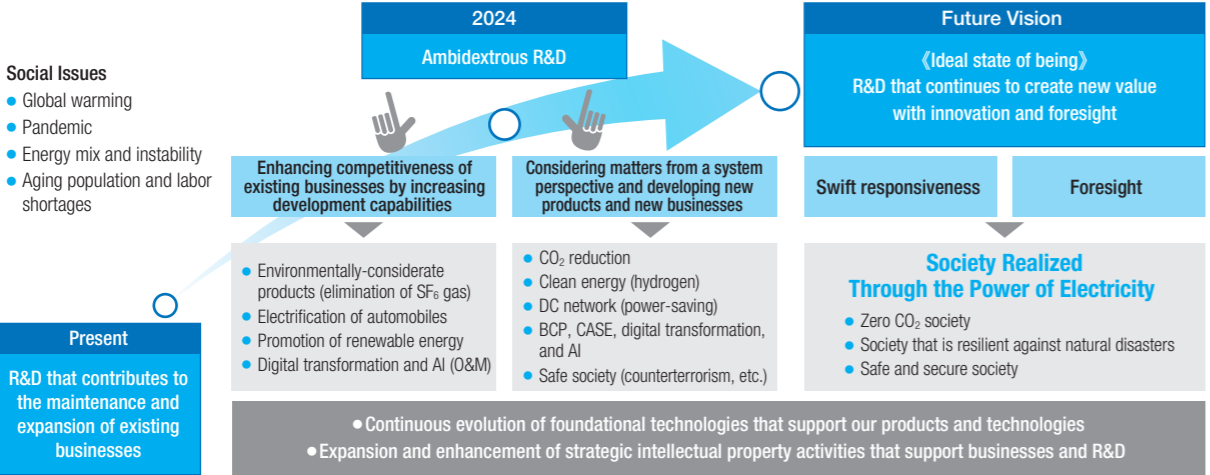 Social Issues
● Global warming
● Pandemic
● Energy mix and instability
● Aging population and labor
shortages
Present
R&D that contributes to
the maintenance and
expansion of existing
businesses
2024
Ambidextrous R&D
Enhancing competitiveness of
existing businesses by increasing
development capabilities
● Environmentally-considerate
products (elimination of SF₆ gas)
● Electrification of automobiles
● Promotion of renewable energy
● Digital transformation and AI (O&M)
Considering matters from a system
perspective and developing new
products and new businesses
● CO₂ reduction
● Clean energy (hydrogen)
● DC network (power-saving)
● BCP, CASE, digital transformation,
and AI
● Safe society (counterterrorism, etc.)
Future Vision
《Ideal state of being》
R&D that continues to create new value
with innovation and foresight
Swift responsiveness
Foresight
Society Realized
Through the Power of Electricity
● Zero CO₂ society
● Society that is resilient against natural disasters
● Safe and secure society
●Continuous evolution of foundational technologies that support our products and technologies
●Expansion and enhancement of strategic intellectual property activities that support businesses and R&D